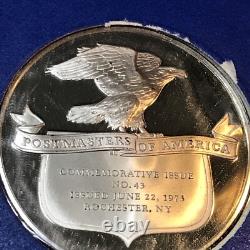 POSTMASTERS OF AMERICA
COMMEMORATIVE ISSUE
NO. 43
ISSUED JUNE 22, 1973
ROCHESTER, NY